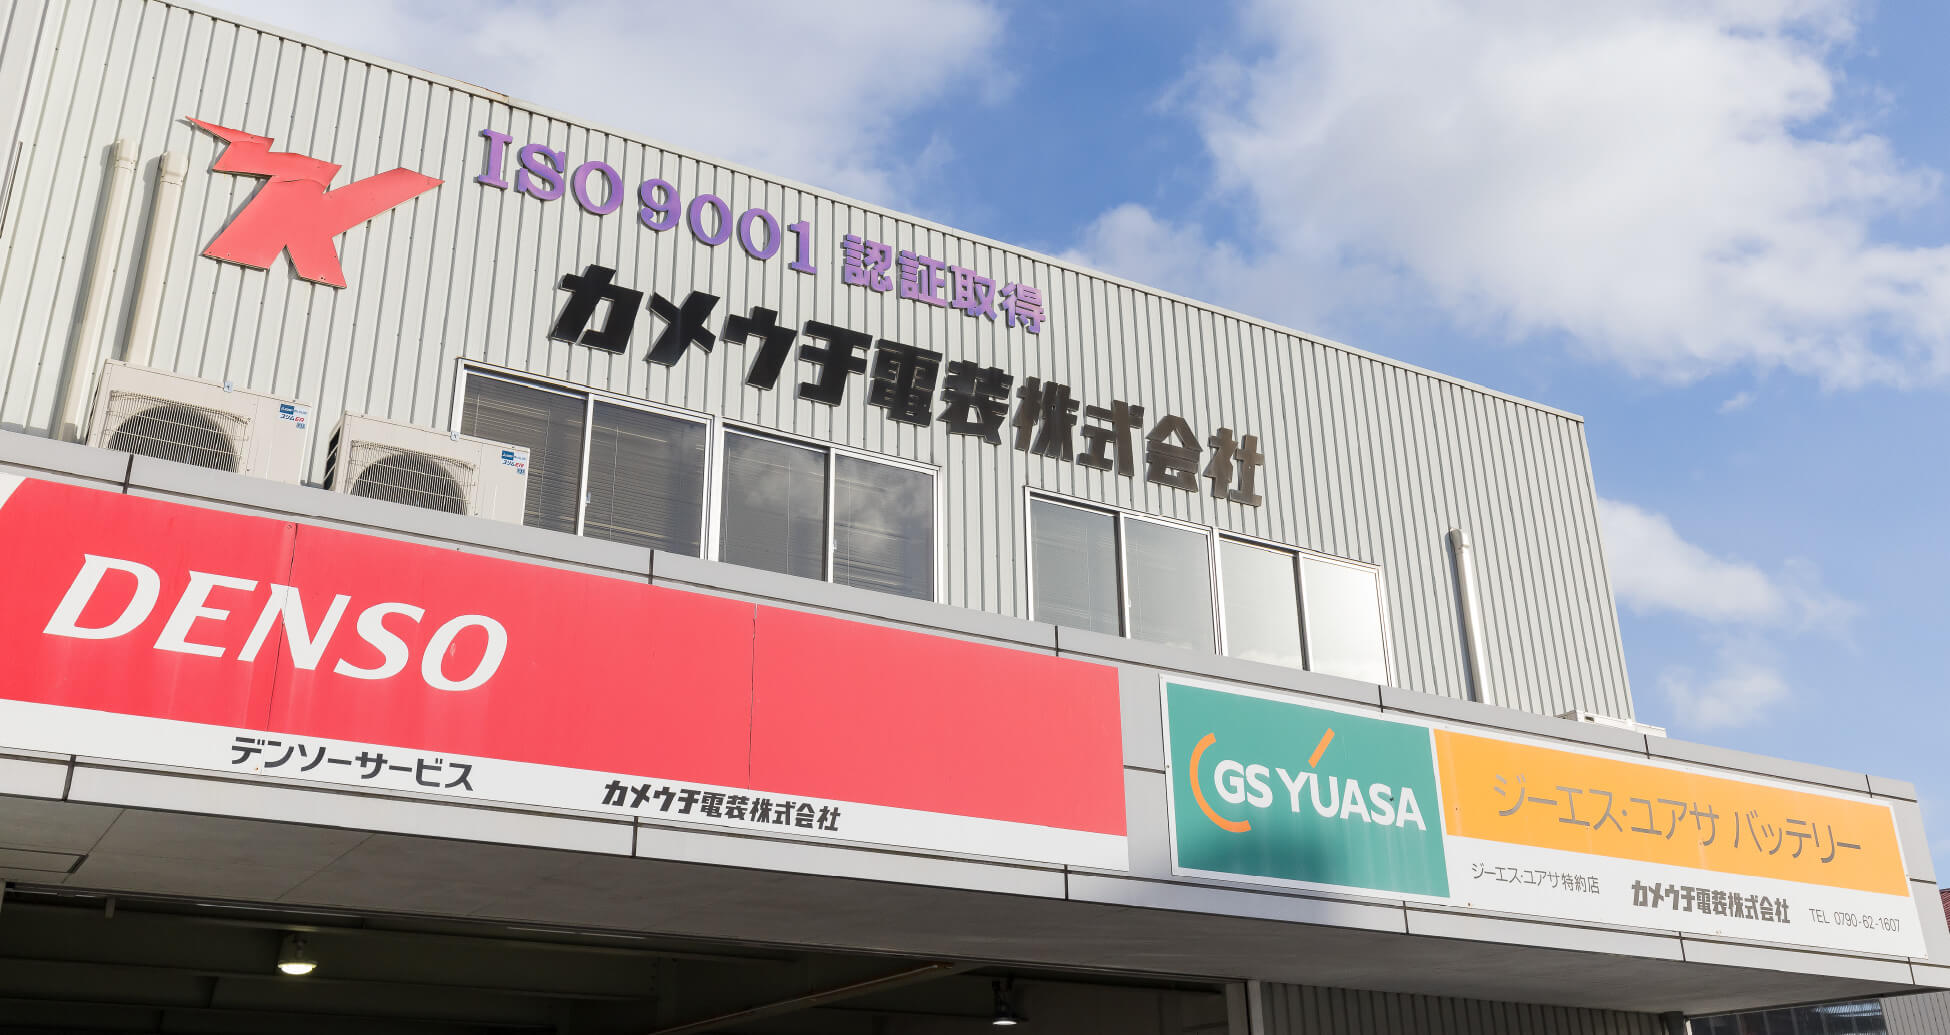 ISO9001 認証取得
カメウチ電装株式会社
DENSO
デンソーサービス
カメウチ電装株式会社
GS YUASA
ジーエス・ユアサ バッテリー
ジーエス・ユアサ特約店 カメウチ電装株式会社 TEL 0790-62-1607